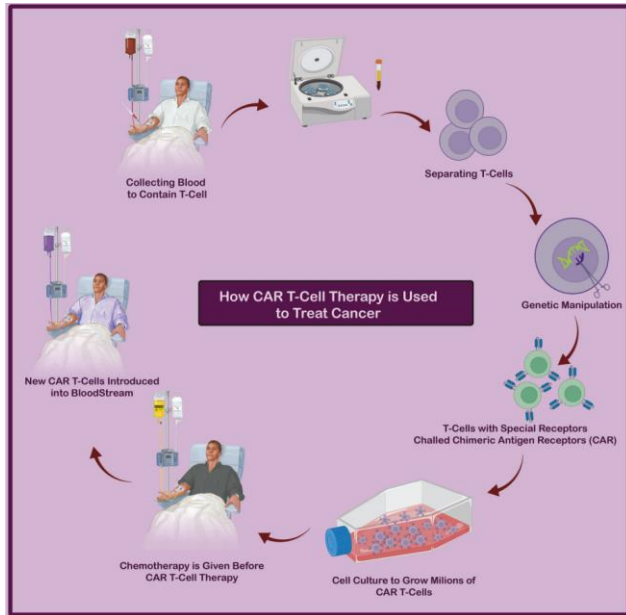 Collecting Blood
to Contain T-Cell
Separating T-Cells
Genetic Manipulation
How CAR T-Cell Therapy is Used
to Treat Cancer
T-Cells with Special Receptors
Challed Chimeric Antigen Receptors (CAR)
Cell Culture to Grow Milions of
CAR T-Cells
Chemotherapy is Given Before
CAR T-Cell Therapy
New CAR T-Cells Introduced
into BloodStream